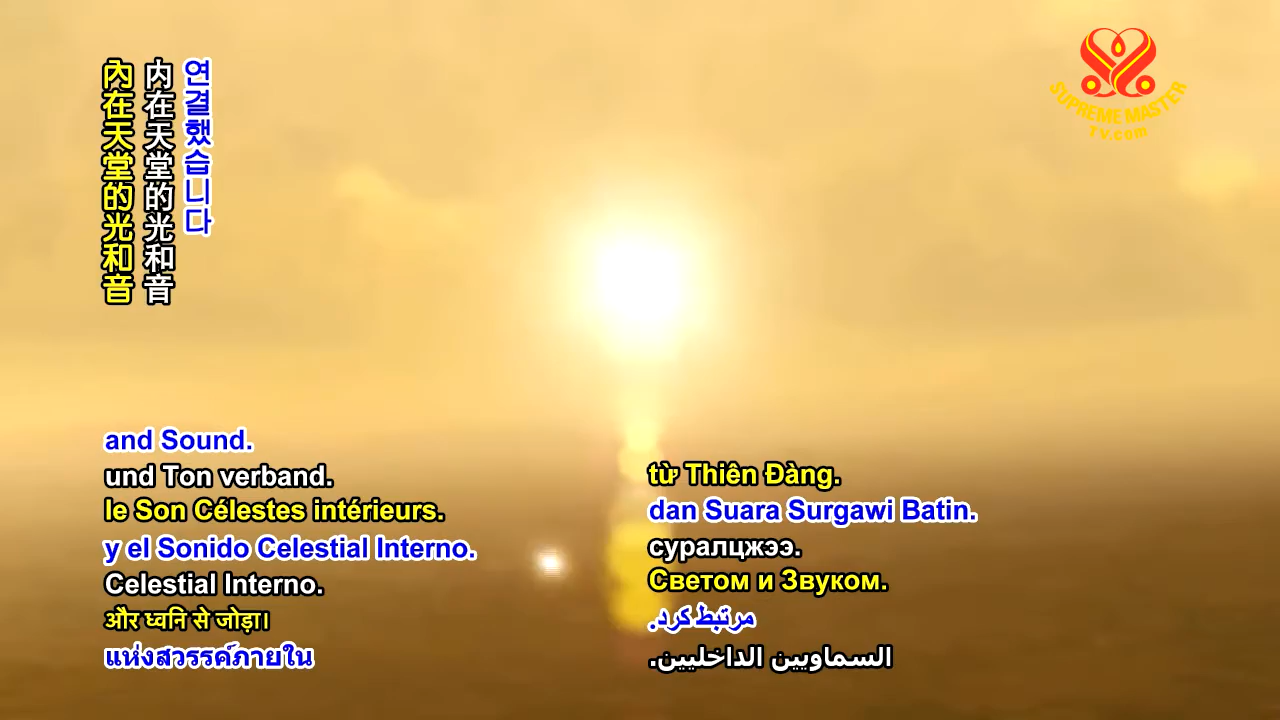 연결했습니다
内在天堂的光和音
內在天堂的光和音
SUPREME MASTER
TV.com
and Sound.
und Ton verband.
le Son Célestes intérieurs.
y el Sonido Celestial Interno.
Celestial Interno.
और ध्वनि से जोड़ा।
แห่งสวรรค์ภายใน
từ Thiên Đàng.
dan Suara Surgawi Batin.
суралцжээ.
Светом и Звуком.
مرتبط کرد.
السماويين الداخليين.